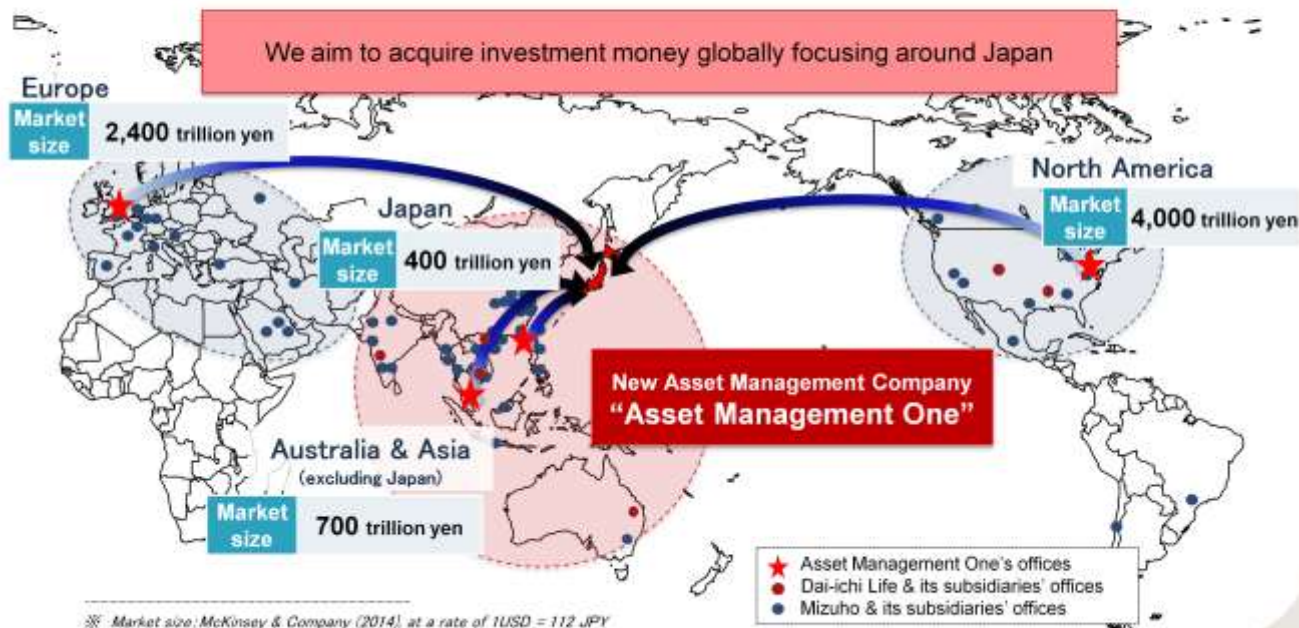 We aim to acquire investment money globally focusing around Japan
Europe
Market
size
2,400 trillion yen
North America
Market
size
4,000 trillion yen
Japan
Market
size
400 trillion yen
New Asset Management Company
“Asset Management One”
Australia & Asia
(excluding Japan)
Market
size
700 trillion yen
Asset Management One's offices
Dai-ichi Life & its subsidiaries' offices
Mizuho & its subsidiaries' offices
※ Market size:McKinsey & Company (2014), at a rate of 1USD = 112 JPY